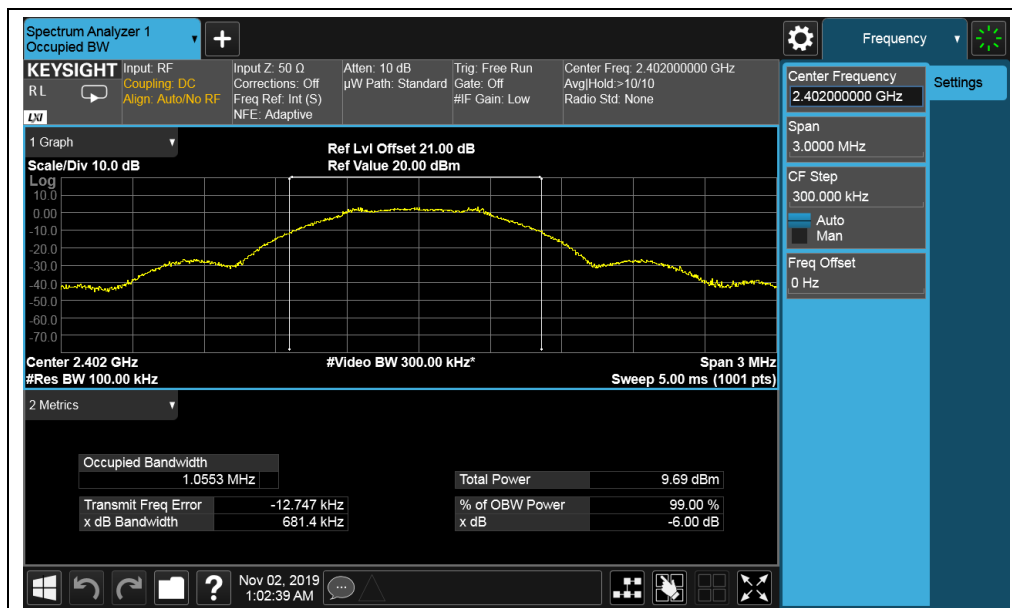 Spectrum Analyzer 1
Occupied BW
Frequency
KEYSIGHT
RL
LXI
Input: RF
Coupling: DC
Align: Auto/No RF
Input Z: 50 Ω
Corrections: Off
Freq Ref: Int (S)
NFE: Adaptive
Atten: 10 dB
µW Path: Standard
Trig: Free Run
Gate: Off
#IF Gain: Low
Center Freq: 2.402000000 GHz
Avg|Hold:>10/10
Radio Std: None
Center Frequency
2.402000000 GHz
Settings
Span
3.0000 MHz
CF Step
300.000 kHz
Auto
Man
Freq Offset
0 Hz
1 Graph
Scale/Div 10.0 dB
Ref Lvl Offset 21.00 dB
Ref Value 20.00 dBm
Log
10.0
0.00
-10.0
-20.0
-30.0
-40.0
-50.0
-60.0
-70.0
Center 2.402 GHz
#Video BW 300.00 kHz*
Span 3 MHz
#Res BW 100.00 kHz
Sweep 5.00 ms (1001 pts)
2 Metrics
Occupied Bandwidth
1.0553 MHz
Total Power 9.69 dBm
Transmit Freq Error -12.747 kHz
% of OBW Power 99.00 %
x dB Bandwidth 681.4 kHz
x dB -6.00 dB
?
Nov 02, 2019
1:02:39 AM